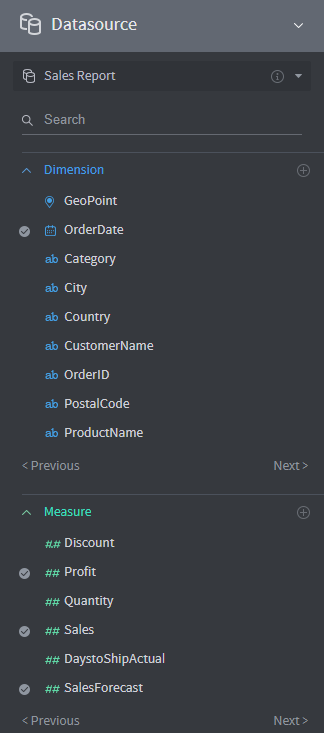 Datasource
Sales Report
Search
Dimension
GeoPoint
OrderDate
ab Category
ab City
ab Country
ab CustomerName
ab OrderID
ab PostalCode
ab ProductName
< Previous Next >
Measure
## Discount
## Profit
## Quantity
## Sales
## DaystoShipActual
## SalesForecast
< Previous Next >